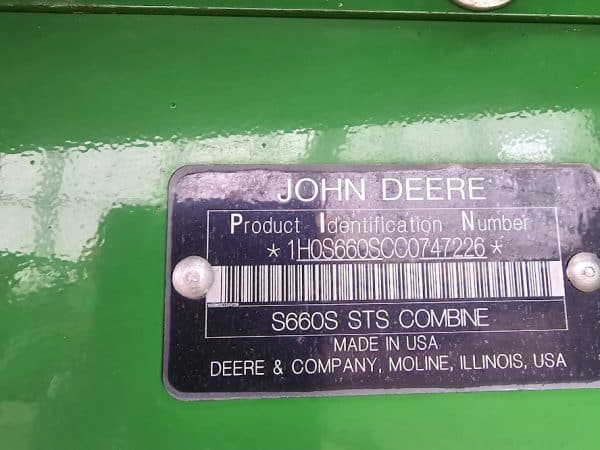 JOHN DEERE
Product Identification Number
*1H0S660SCC0747226*
S660S STS COMBINE
MADE IN USA
DEERE & COMPANY, MOLINE, ILLINOIS, USA